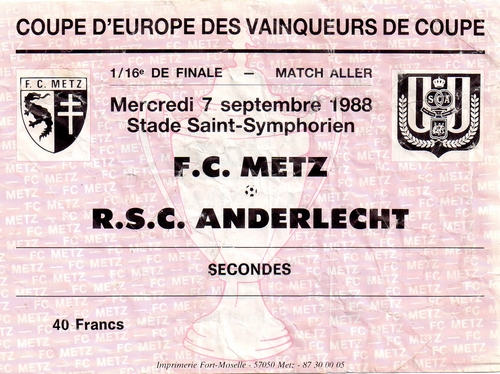 COUPE D'EUROPE DES VAINQUEURS DE COUPE
F. C. METZ
1/16e DE FINALE — MATCH ALLER
Mercredi 7 septembre 1988
Stade Saint-Symphorien
F.C. METZ
R.S.C. ANDERLECHT
SECONDES
40 Francs
Imprimerie Fort-Moselle - 57050 Metz - 87 30 00 05